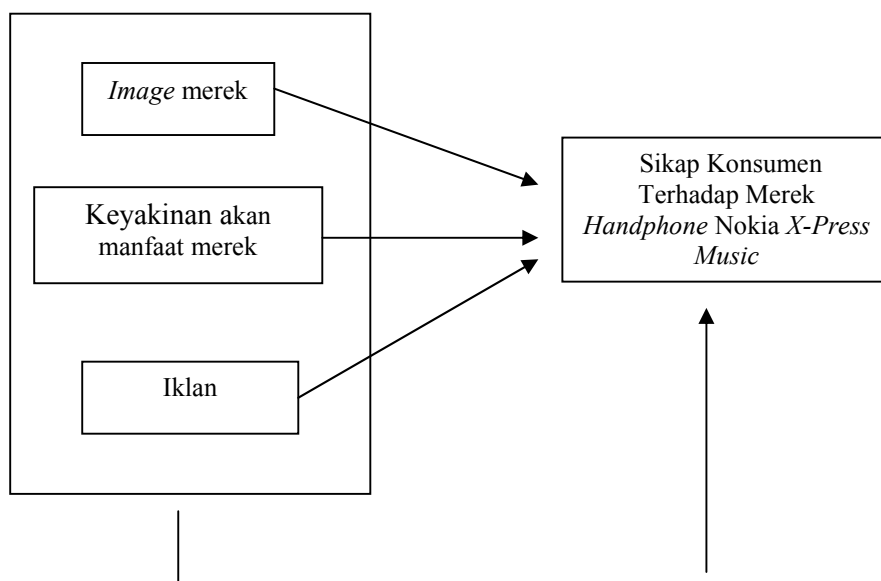 Image merek
Keyakinan akan
manfaat merek
Iklan
Sikap Konsumen
Terhadap Merek
Handphone Nokia X-Press
Music